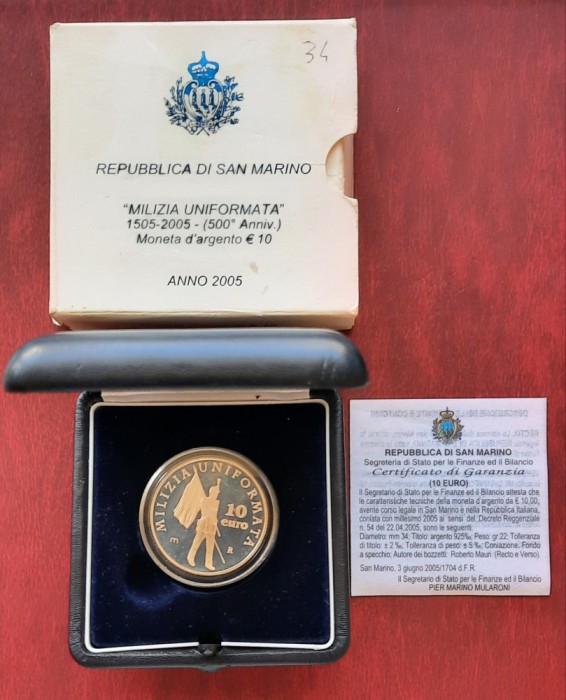 34
REPUBBLICA DI SAN MARINO
"MILIZIA UNIFORMATA"
1505-2005 - (500° Anniv.)
Moneta d'argento € 10
ANNO 2005
MILIZIA UNIFORMATA
10
euro
R
REPUBBLICA DI SAN MARINO
Segreteria di Stato per le Finanze ed il Bilancio
Certificato di Garanzia
(10 EURO)
Il Segretario di Stato per le Finanze ed il Bilancio attesta che
le caratteristiche tecniche della moneta d'argento da € 10,00,
avente corso legale in San Marino e nella Repubblica Italiana,
coniata con millesimo 2005 ai sensi del Decreto Reggenziale
n. 54 del 22.04.2005, sono le seguenti:
Diametro: mm 34; Titolo: argento 925‰; Peso: gr.22; Tolleranza
di titolo: ± 2 ‰; Tolleranza di peso: ± 5 ‰; Coniazione: Fondo
a specchio; Autore dei bozzetti: Roberto Mauri (Recto e Verso).
San Marino, 3 giugno 2005/1704 d.F.R.
Il Segretario di Stato per le Finanze ed il Bilancio
PIER MARINO MULARONI